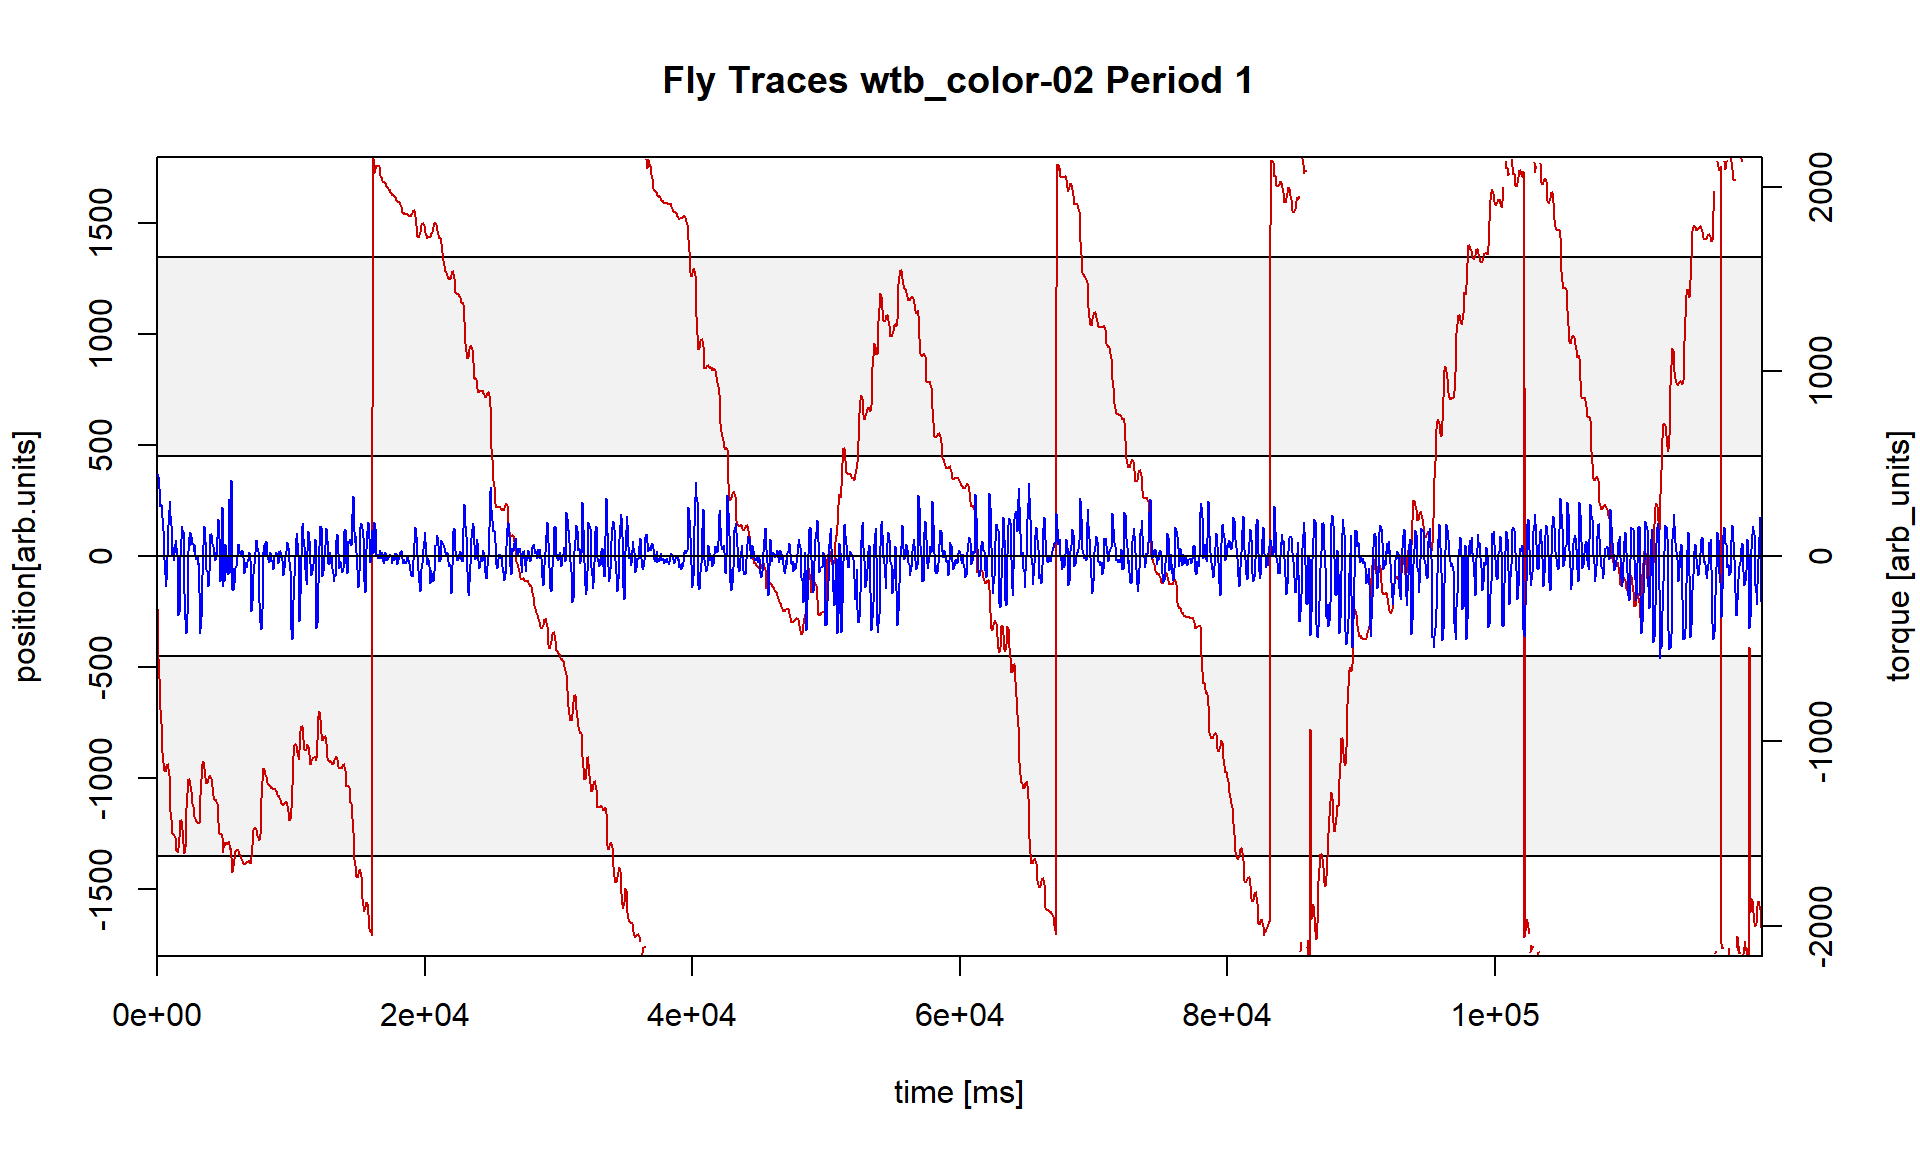 Fly Traces wtb_color-02 Period 1
position[arb.units]
1500
1000
500
0
-500
-1000
-1500
2000
1000
0
-1000
-2000
torque [arb_units]
0e+00 2e+04 4e+04 6e+04 8e+04 1e+05
time [ms]